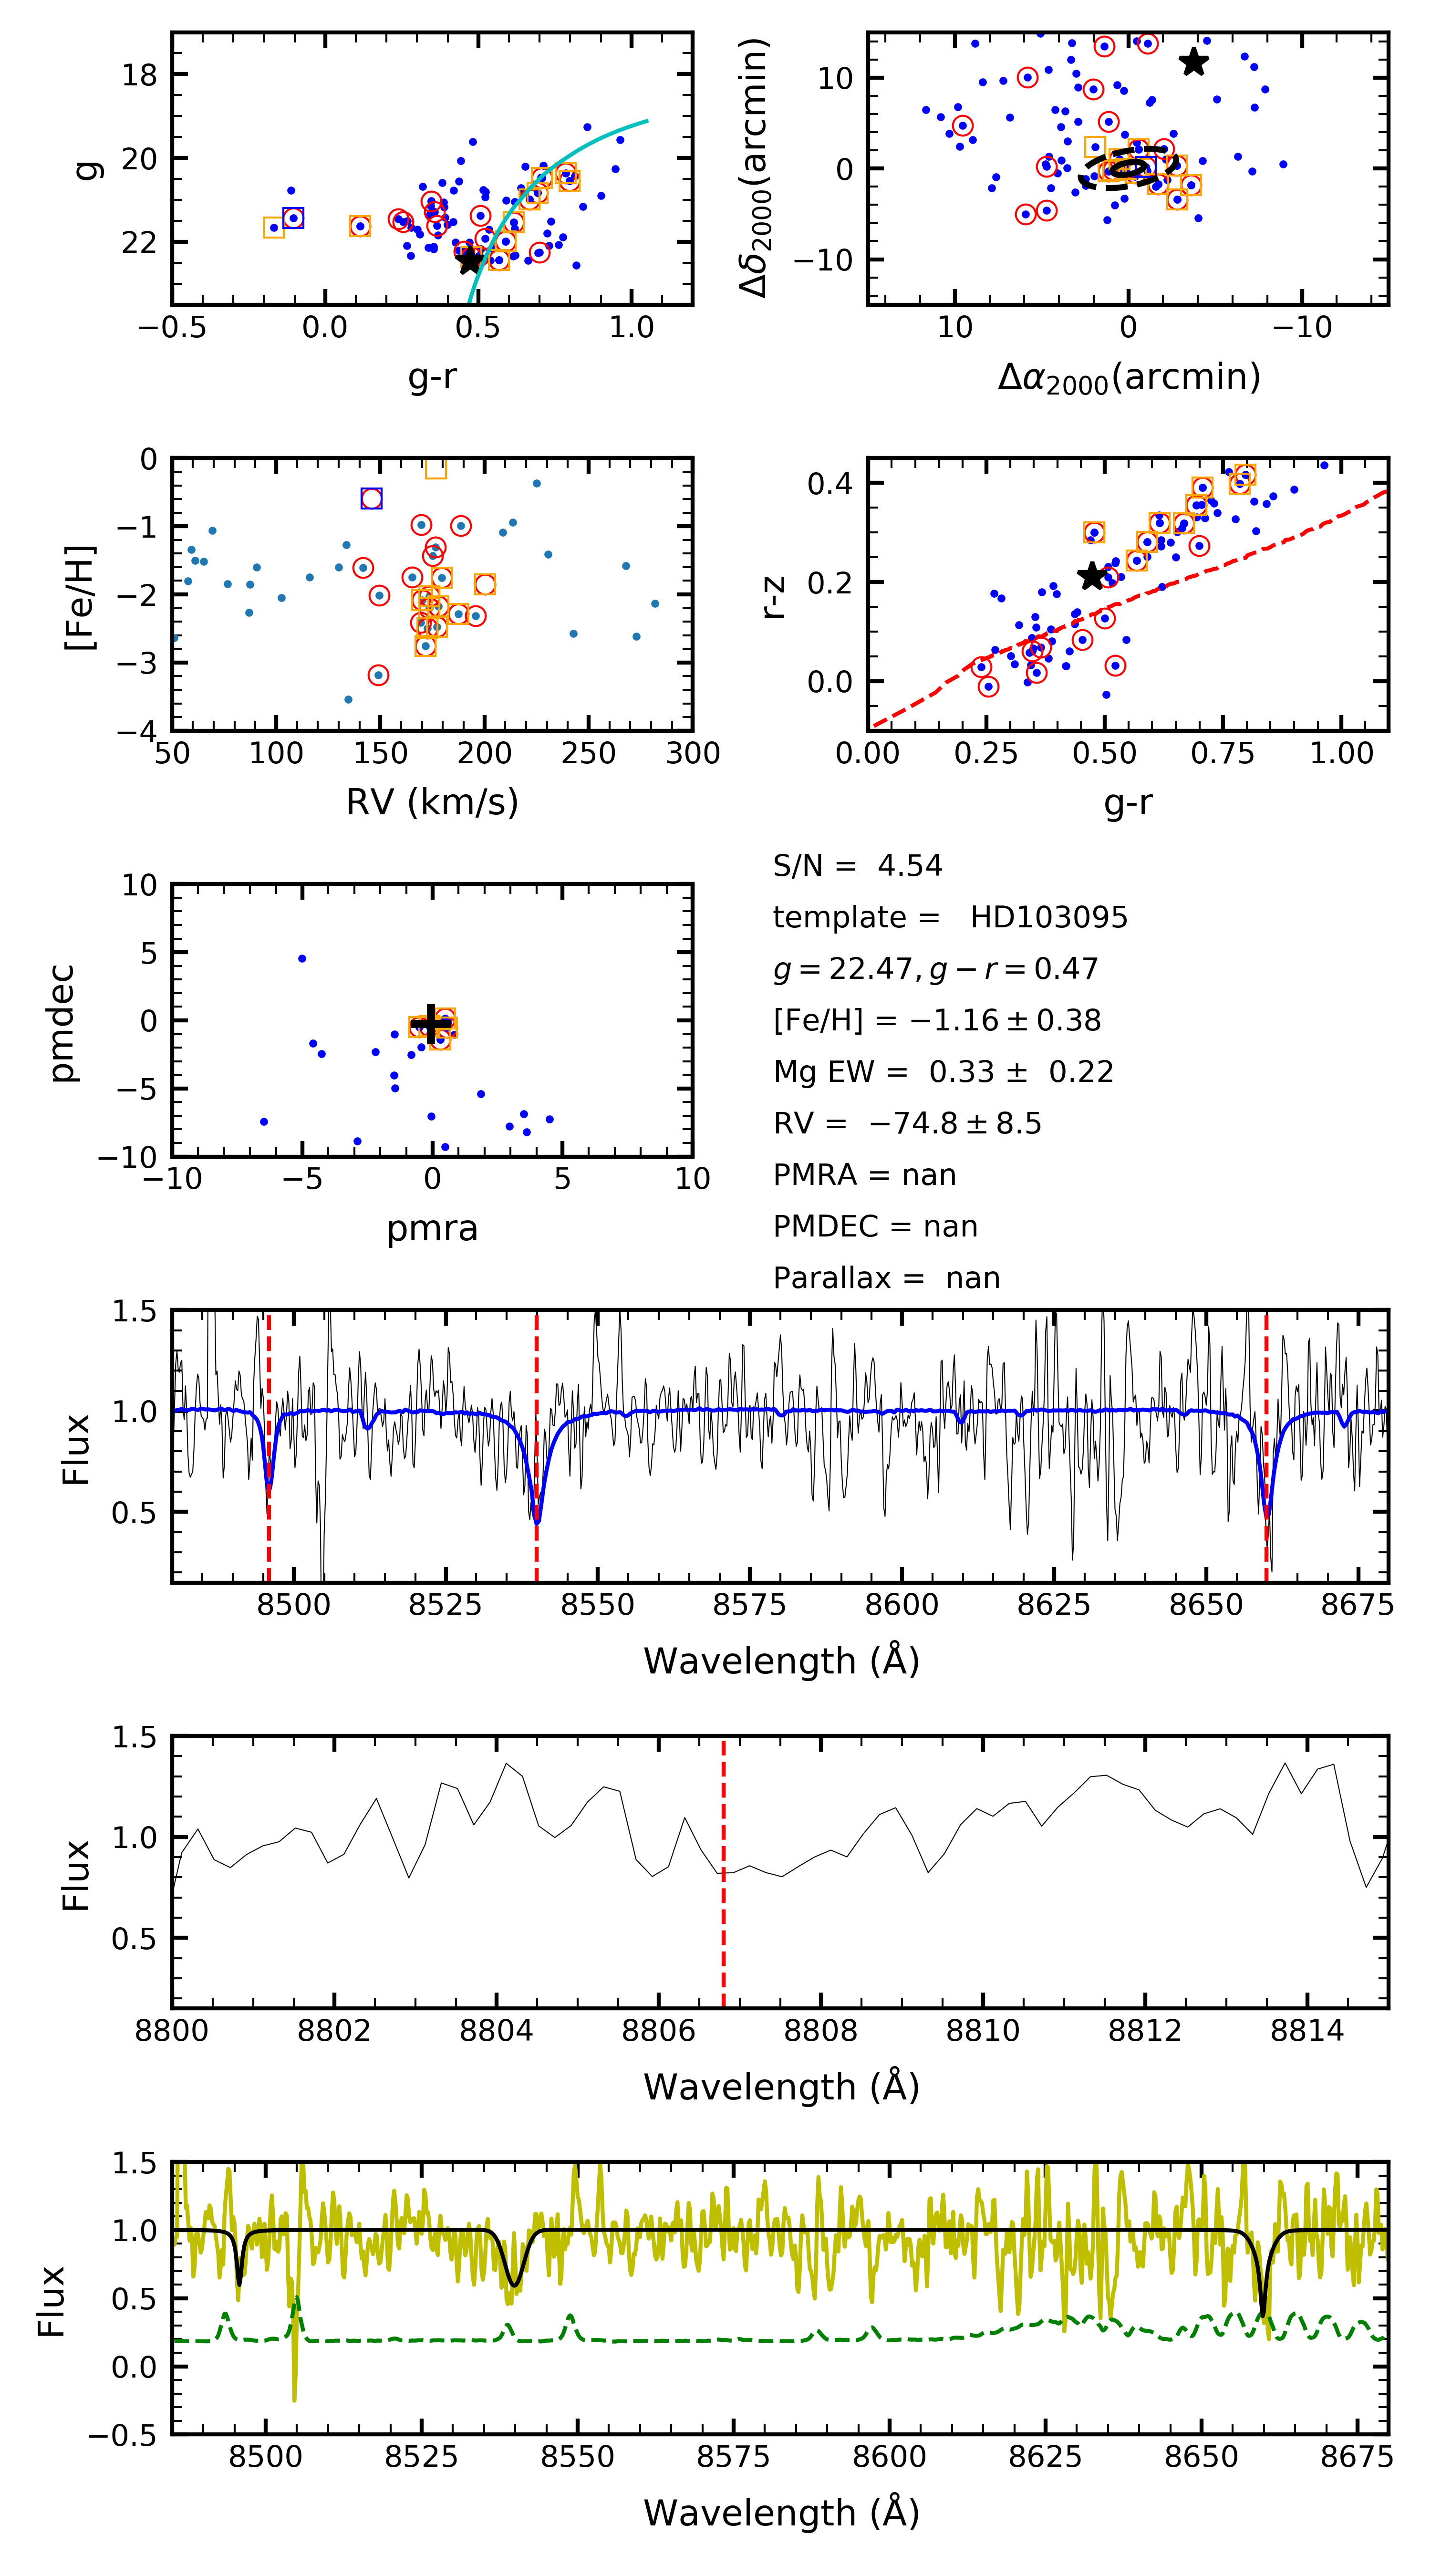 18
20
22
g
−0.5 0.0 0.5 1.0
g-r
10
0
−10
Δδ2000(arcmin)
10 0 −10
Δα2000(arcmin)
0
−1
−2
−3
−4
[Fe/H]
50 100 150 200 250 300
RV (km/s)
0.4
0.2
0.0
r-z
0.00 0.25 0.50 0.75 1.00
g-r
10
5
0
−5
−10
pmdec
−10 −5 0 5 10
pmra
S/N = 4.54
template = HD103095
g = 22.47, g − r = 0.47
[Fe/H] = −1.16 ± 0.38
Mg EW = 0.33 ± 0.22
RV = −74.8 ± 8.5
PMRA = nan
PMDEC = nan
Parallax = nan
1.5
1.0
0.5
Flux
8500 8525 8550 8575 8600 8625 8650 8675
Wavelength (Å)
1.5
1.0
0.5
Flux
8800 8802 8804 8806 8808 8810 8812 8814
Wavelength (Å)
1.5
1.0
0.5
0.0
−0.5
Flux
8500 8525 8550 8575 8600 8625 8650 8675
Wavelength (Å)